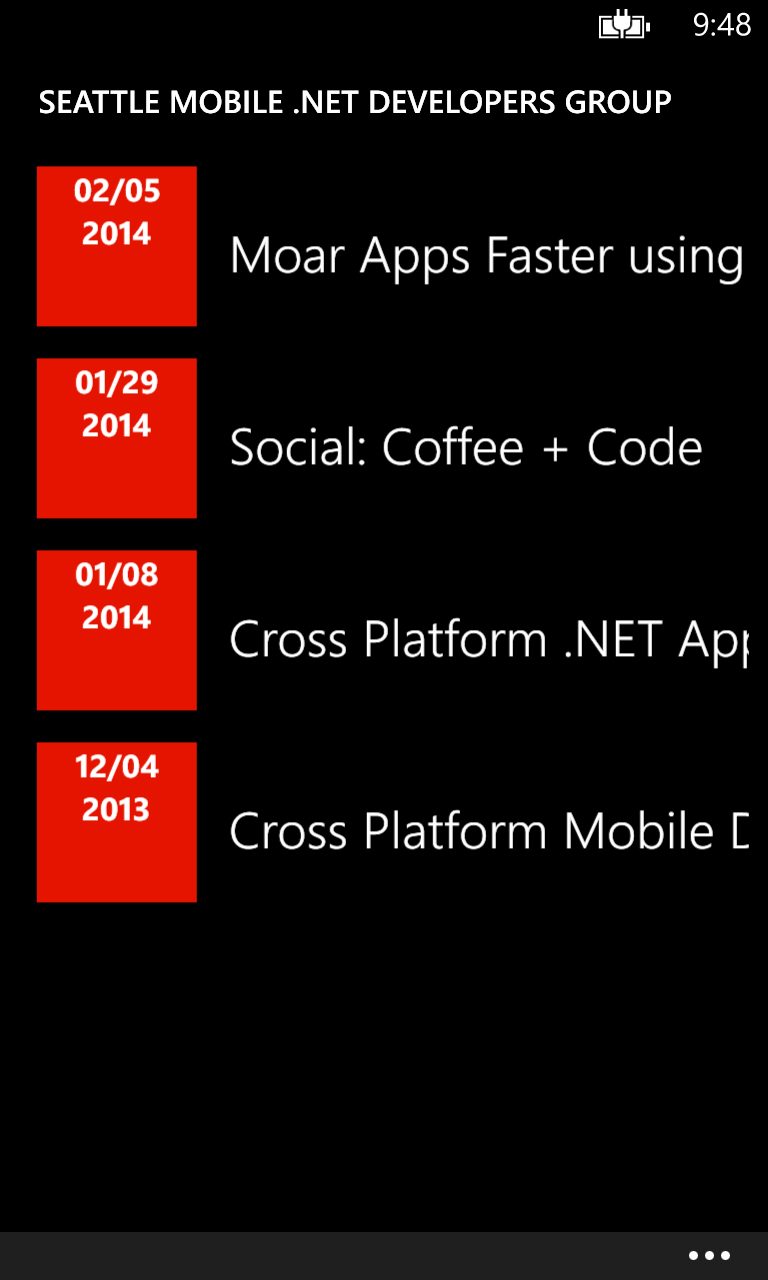 9:48
SEATTLE MOBILE .NET DEVELOPERS GROUP
02/05
2014
Moar Apps Faster using
01/29
2014
Social: Coffee + Code
01/08
2014
Cross Platform .NET App
12/04
2013
Cross Platform Mobile D